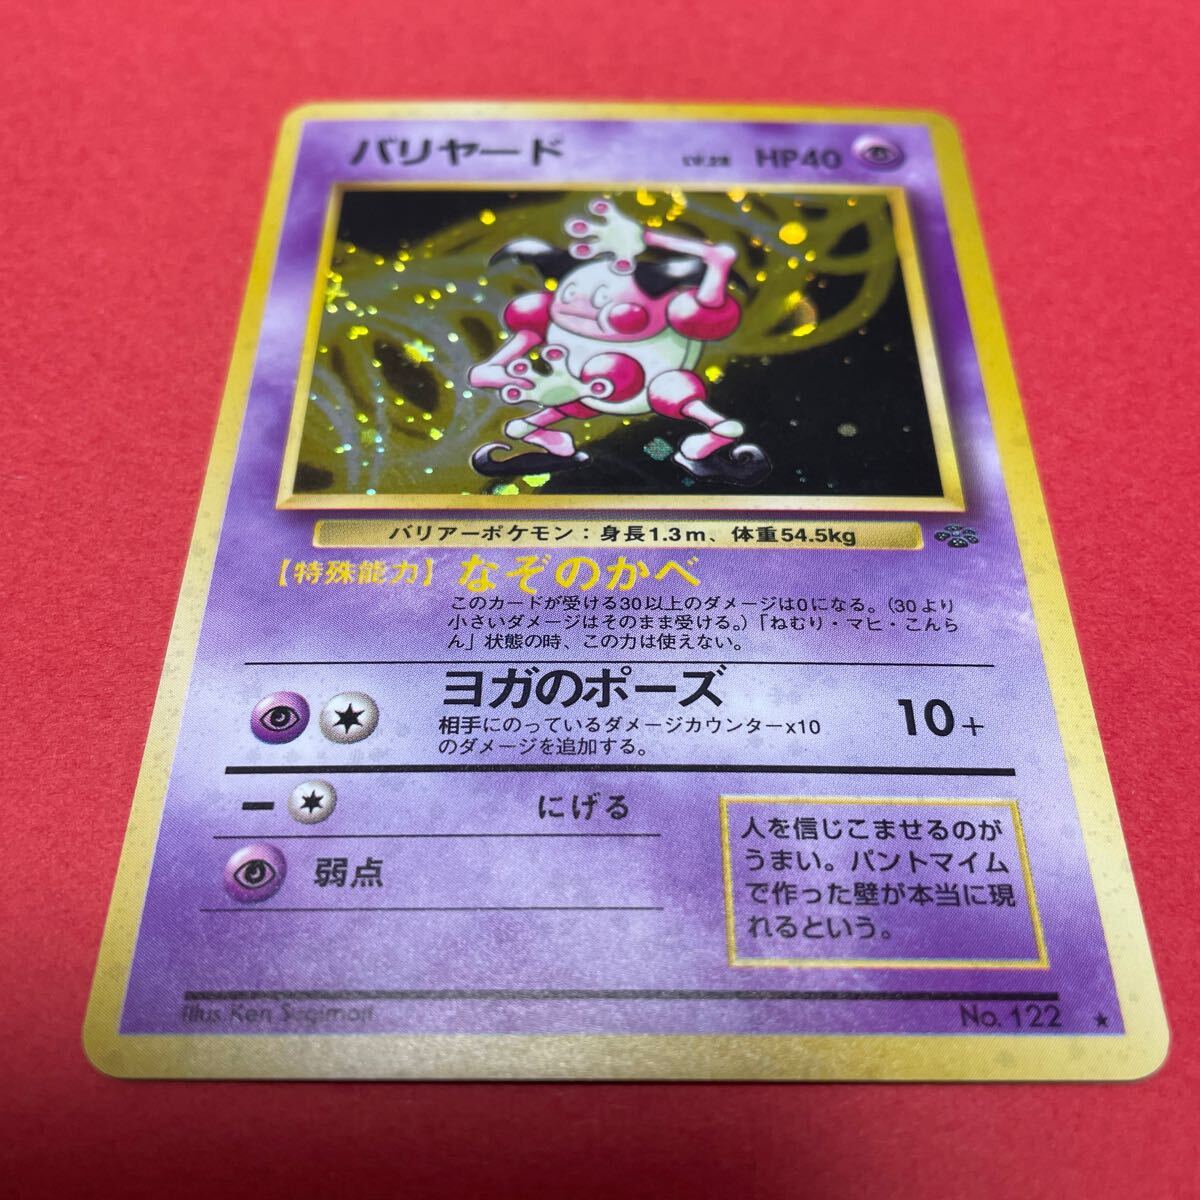 バリヤード LV.28 HP40
バリアーポケモン：身長1.3m、体重54.5kg
【特殊能力】 なぞのかべ
このカードが受ける30以上のダメージは0になる。（30より
小さいダメージはそのまま受ける。）「ねむり・マヒ・こんら
ん」状態の時、この力は使えない。
ヨガのポーズ 10+
相手にのっているダメージカウンター×10
のダメージを追加する。
ー にげる
弱点
人を信じこませるのが
うまい。パントマイム
で作った壁が本当に現
れるという。
Illus. Ken Sugimori No. 122 ★